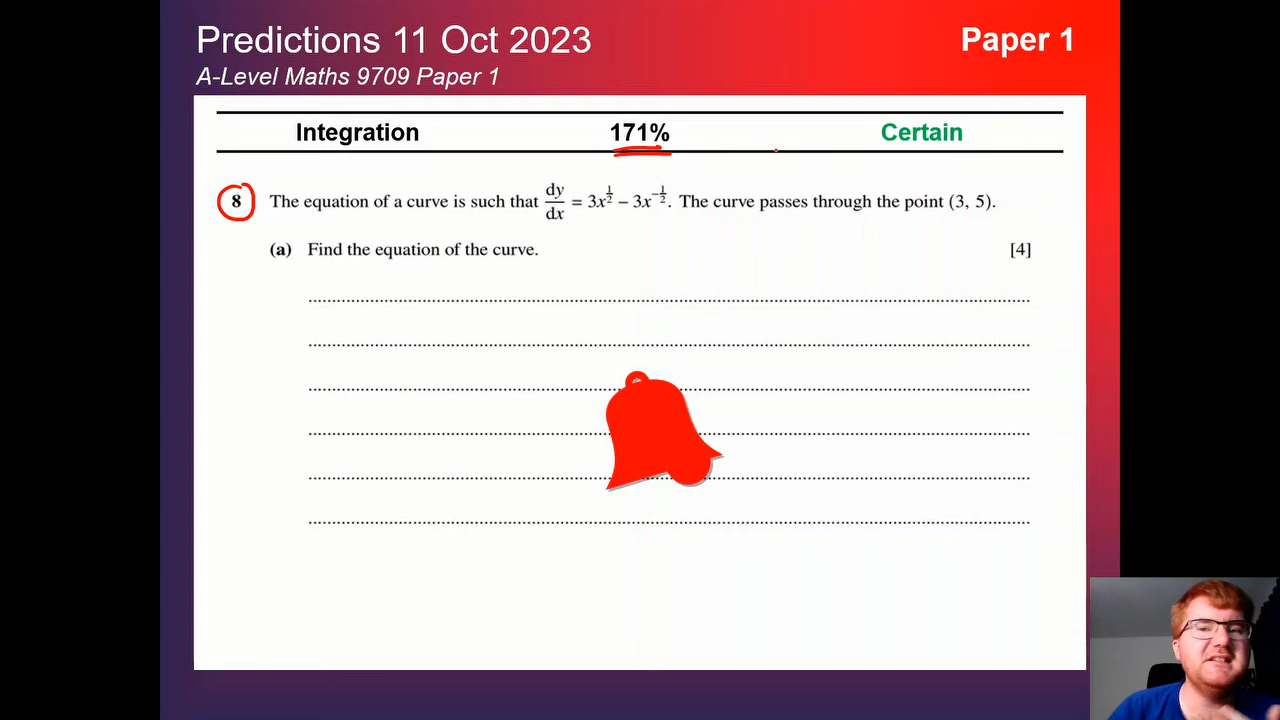 Predictions 11 Oct 2023
Paper 1
A-Level Maths 9709 Paper 1
Integration 171% Certain
8 The equation of a curve is such that dy/dx = 3x^(1/2) − 3x^(−1/2). The curve passes through the point (3, 5).
(a) Find the equation of the curve. [4]